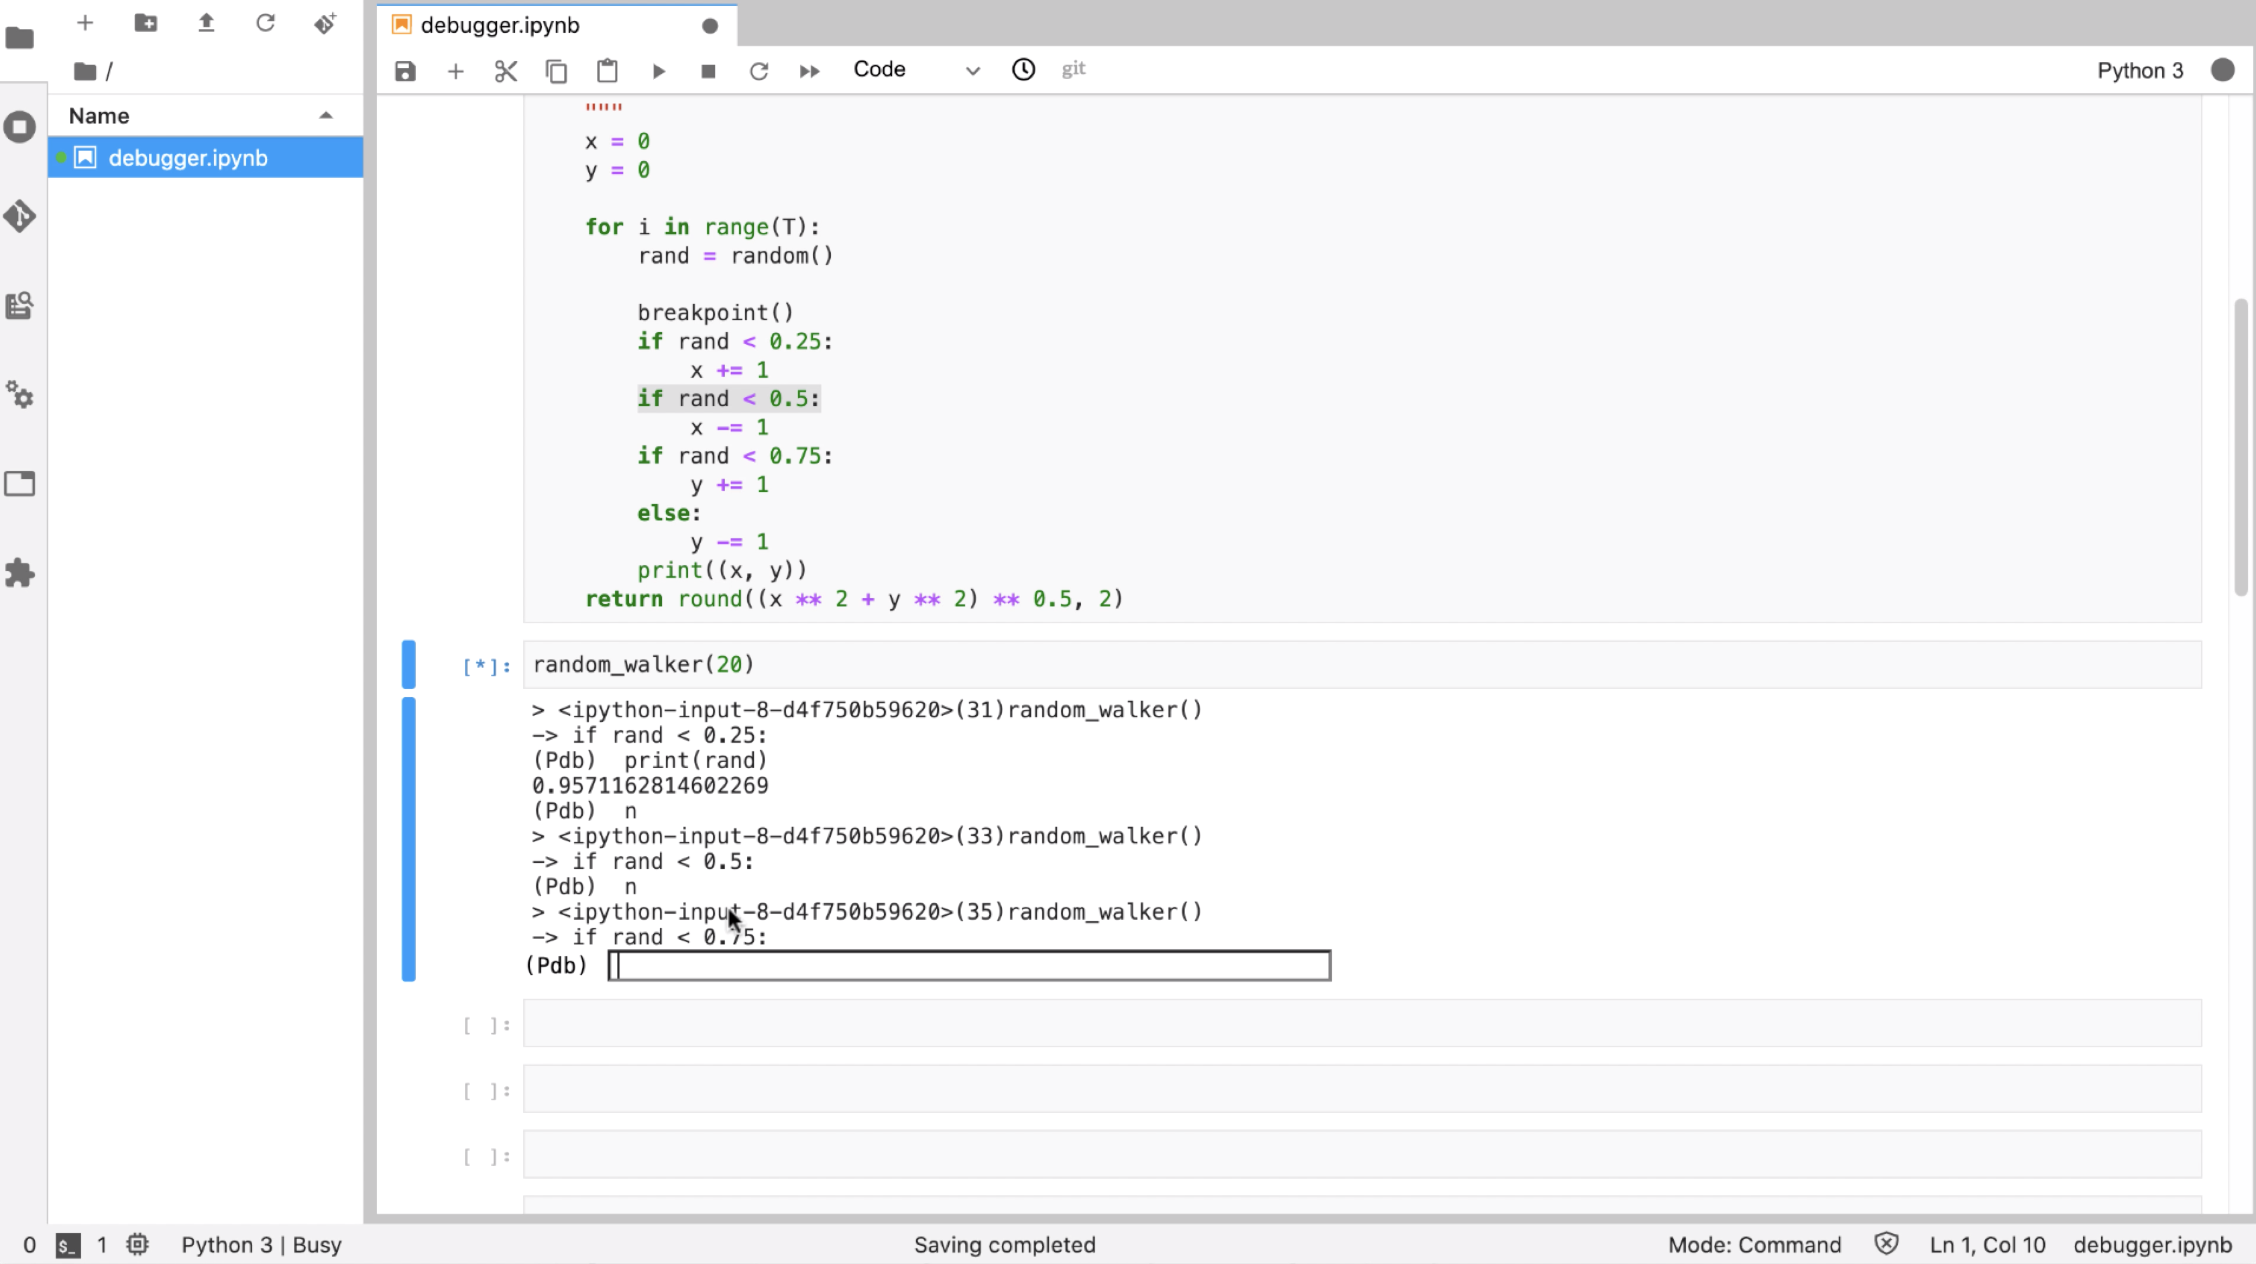 debugger.ipynb
Code
git
Python 3
/
Name
debugger.ipynb
"""
x = 0
y = 0
for i in range(T):
rand = random()
breakpoint()
if rand < 0.25:
x += 1
if rand < 0.5:
x -= 1
if rand < 0.75:
y += 1
else:
y -= 1
print((x, y))
return round((x ** 2 + y ** 2) ** 0.5, 2)
[*]: random_walker(20)
> <ipython-input-8-d4f750b59620>(31)random_walker()
-> if rand < 0.25:
(Pdb)  print(rand)
0.9571162814602269
(Pdb)  n
> <ipython-input-8-d4f750b59620>(33)random_walker()
-> if rand < 0.5:
(Pdb)  n
> <ipython-input-8-d4f750b59620>(35)random_walker()
-> if rand < 0.75:
(Pdb)
[ ]:
[ ]:
[ ]:
0 $_ 1 Python 3 | Busy Saving completed Mode: Command Ln 1, Col 10 debugger.ipynb